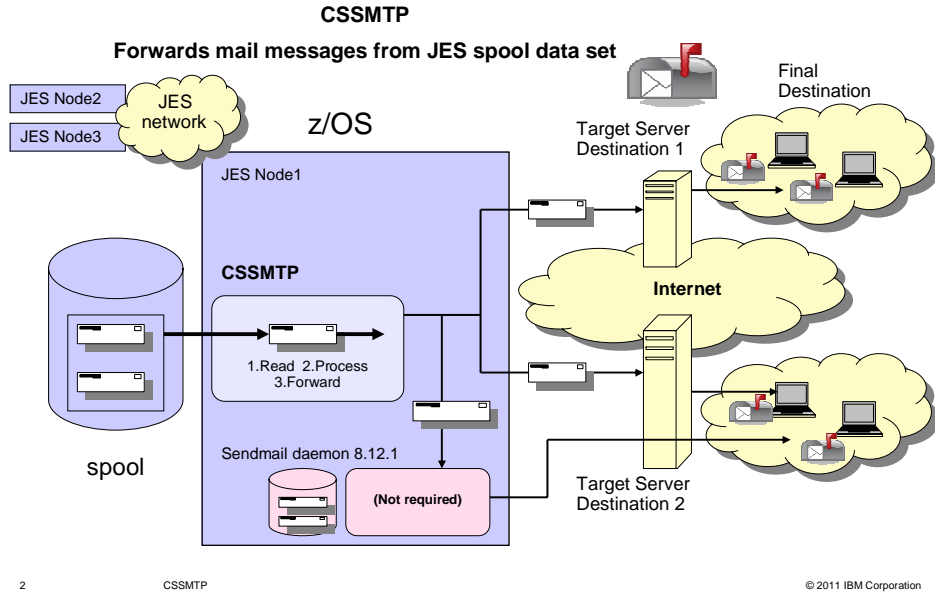 CSSMTP
Forwards mail messages from JES spool data set
JES Node2
JES Node3
JES
network
z/OS
Target Server
Destination 1
Final
Destination
JES Node1
CSSMTP
1.Read 2.Process
3.Forward
Internet
spool
Sendmail daemon 8.12.1
(Not required)
Target Server
Destination 2
2
CSSMTP
© 2011 IBM Corporation